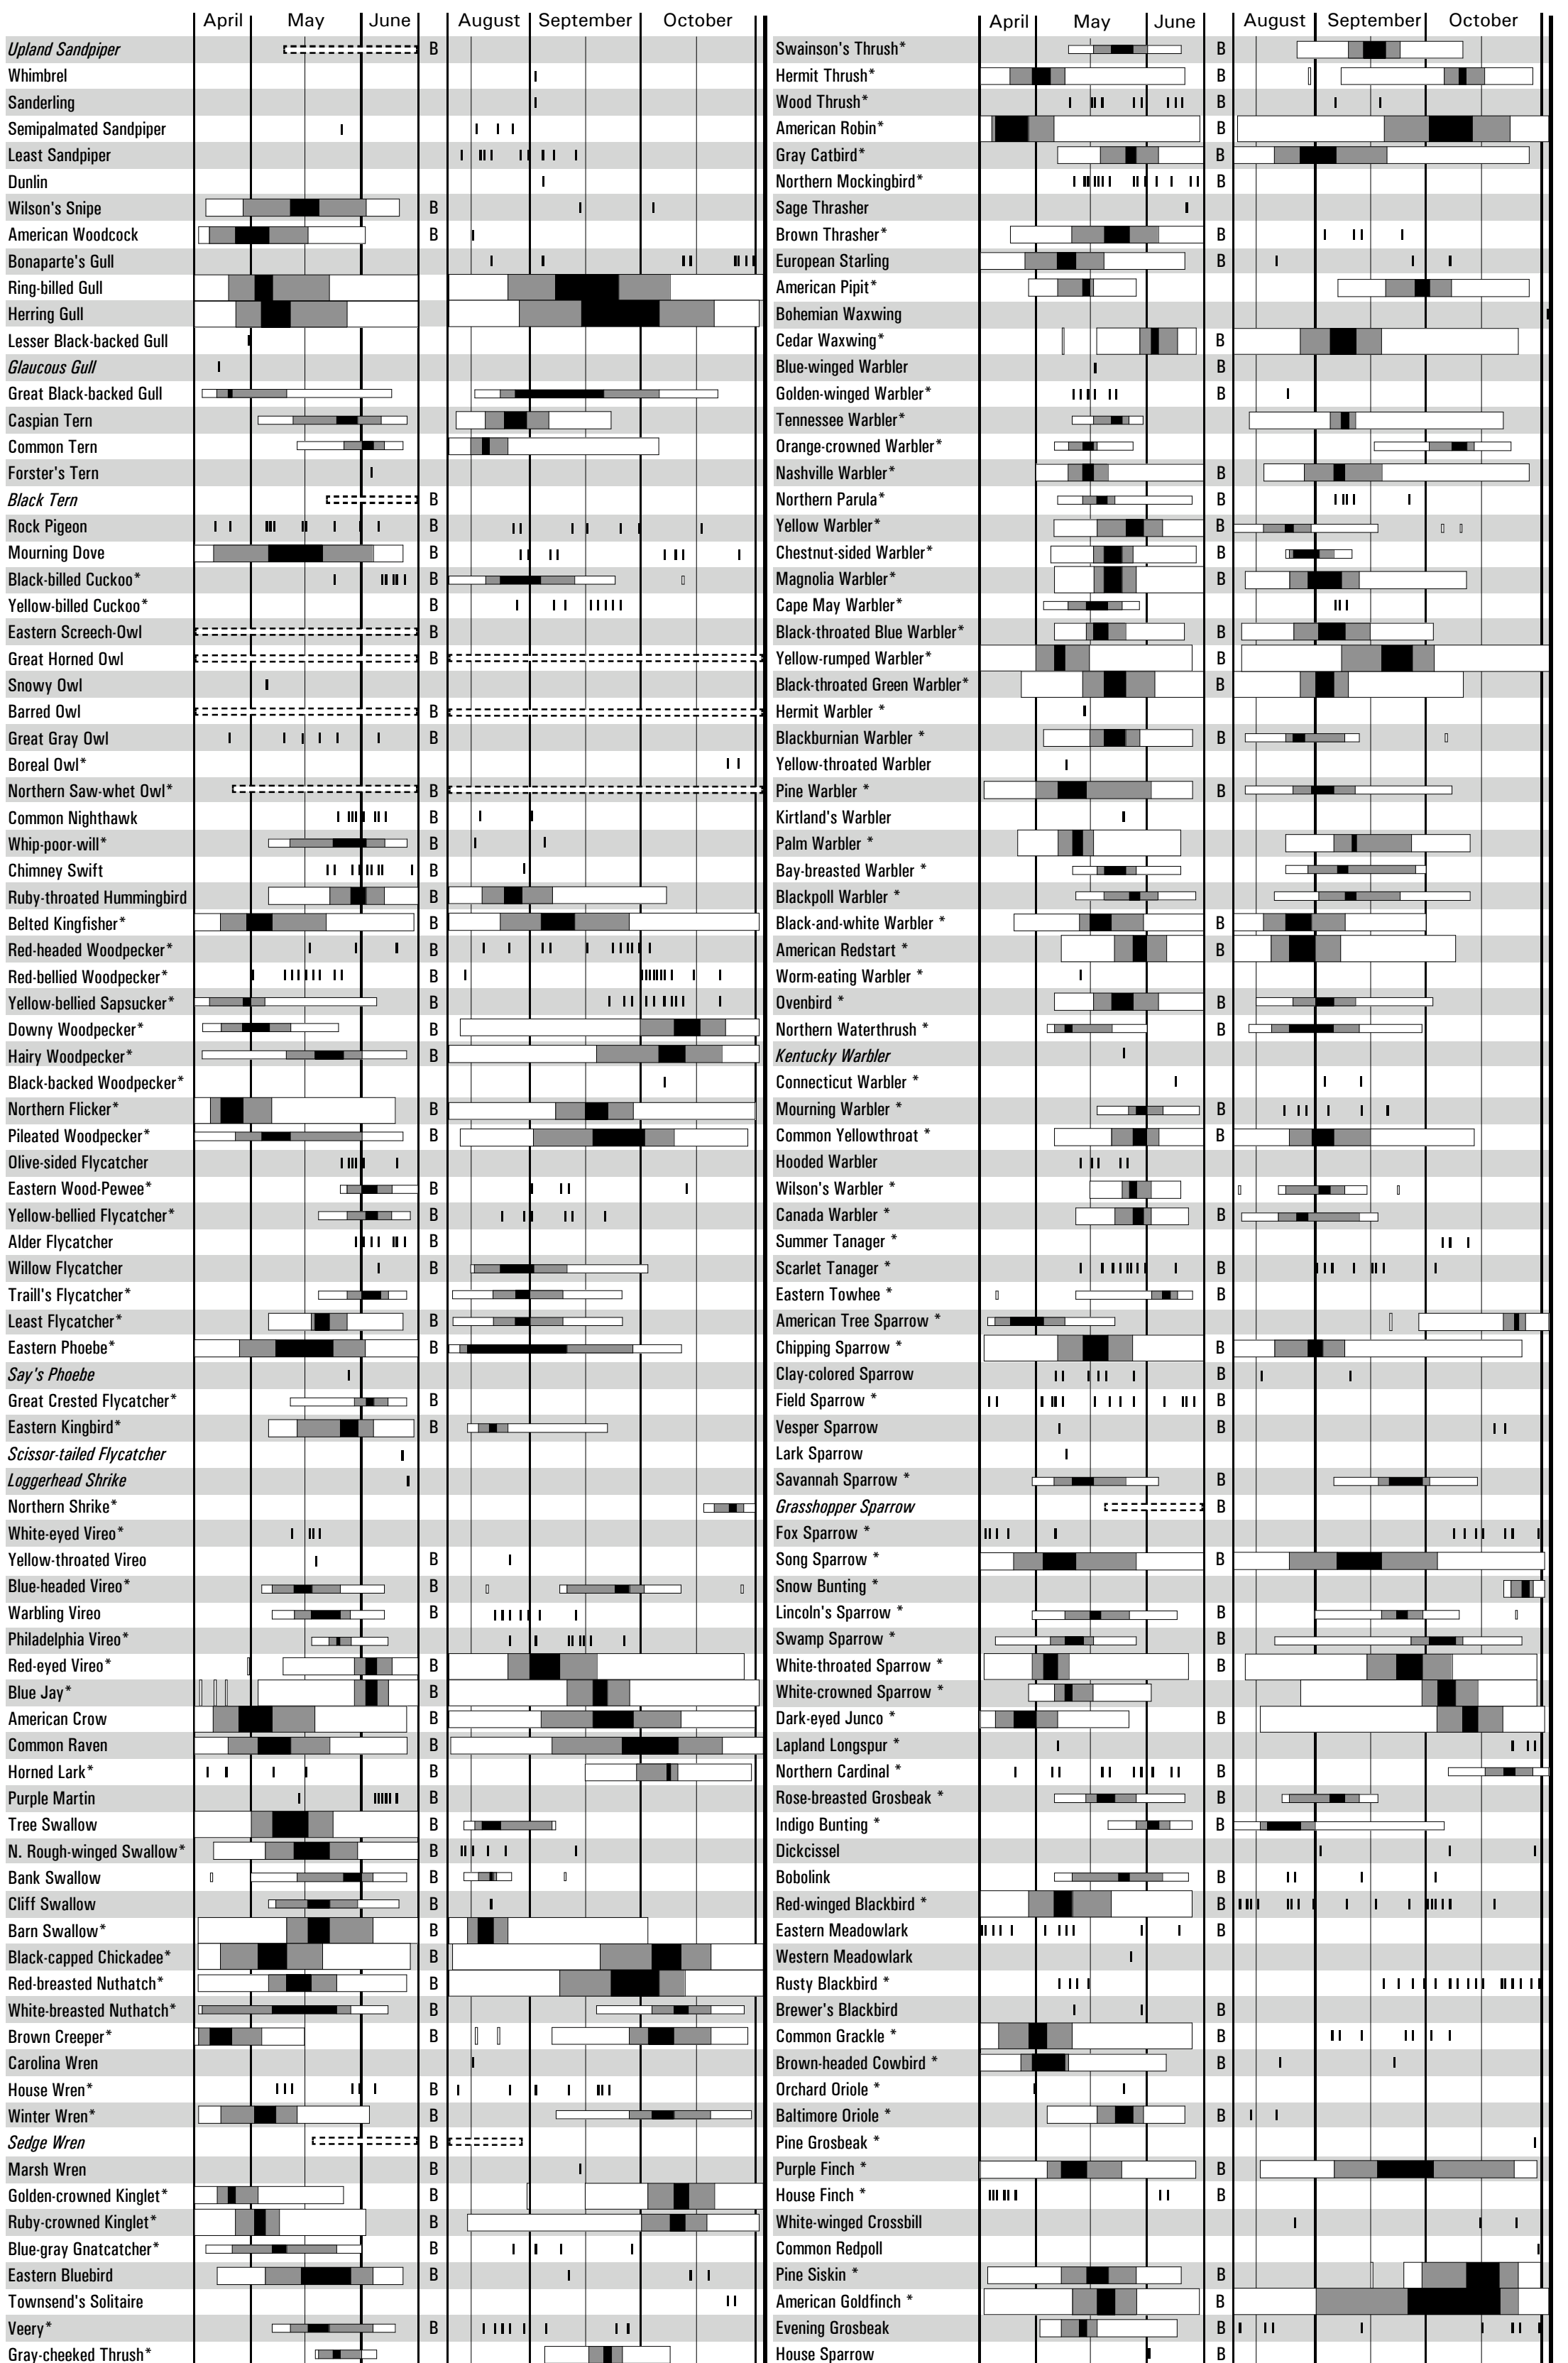 April May June August September October
Upland Sandpiper B
Whimbrel
Sanderling
Semipalmated Sandpiper
Least Sandpiper
Dunlin
Wilson's Snipe B
American Woodcock B
Bonaparte's Gull
Ring-billed Gull
Herring Gull
Lesser Black-backed Gull
Glaucous Gull
Great Black-backed Gull
Caspian Tern
Common Tern
Forster's Tern
Black Tern B
Rock Pigeon B
Mourning Dove B
Black-billed Cuckoo* B
Yellow-billed Cuckoo* B
Eastern Screech-Owl B
Great Horned Owl B
Snowy Owl
Barred Owl B
Great Gray Owl B
Boreal Owl*
Northern Saw-whet Owl* B
Common Nighthawk B
Whip-poor-will* B
Chimney Swift B
Ruby-throated Hummingbird B
Belted Kingfisher* B
Red-headed Woodpecker* B
Red-bellied Woodpecker* B
Yellow-bellied Sapsucker* B
Downy Woodpecker* B
Hairy Woodpecker* B
Black-backed Woodpecker*
Northern Flicker* B
Pileated Woodpecker* B
Olive-sided Flycatcher
Eastern Wood-Pewee* B
Yellow-bellied Flycatcher* B
Alder Flycatcher B
Willow Flycatcher B
Traill's Flycatcher* B
Least Flycatcher* B
Eastern Phoebe* B
Say's Phoebe
Great Crested Flycatcher* B
Eastern Kingbird* B
Scissor-tailed Flycatcher
Loggerhead Shrike
Northern Shrike*
White-eyed Vireo*
Yellow-throated Vireo B
Blue-headed Vireo* B
Warbling Vireo B
Philadelphia Vireo* B
Red-eyed Vireo* B
Blue Jay* B
American Crow B
Common Raven B
Horned Lark* B
Purple Martin B
Tree Swallow B
N. Rough-winged Swallow* B
Bank Swallow B
Cliff Swallow B
Barn Swallow* B
Black-capped Chickadee* B
Red-breasted Nuthatch* B
White-breasted Nuthatch* B
Brown Creeper* B
Carolina Wren
House Wren* B
Winter Wren* B
Sedge Wren B
Marsh Wren B
Golden-crowned Kinglet* B
Ruby-crowned Kinglet* B
Blue-gray Gnatcatcher* B
Eastern Bluebird B
Townsend's Solitaire
Veery* B
Gray-cheeked Thrush*
April May June August September October
Swainson's Thrush* B
Hermit Thrush* B
Wood Thrush* B
American Robin* B
Gray Catbird* B
Northern Mockingbird* B
Sage Thrasher
Brown Thrasher* B
European Starling B
American Pipit*
Bohemian Waxwing
Cedar Waxwing* B
Blue-winged Warbler B
Golden-winged Warbler* B
Tennessee Warbler*
Orange-crowned Warbler*
Nashville Warbler* B
Northern Parula* B
Yellow Warbler* B
Chestnut-sided Warbler* B
Magnolia Warbler* B
Cape May Warbler*
Black-throated Blue Warbler* B
Yellow-rumped Warbler* B
Black-throated Green Warbler* B
Hermit Warbler *
Blackburnian Warbler * B
Yellow-throated Warbler
Pine Warbler * B
Kirtland's Warbler
Palm Warbler *
Bay-breasted Warbler *
Blackpoll Warbler *
Black-and-white Warbler * B
American Redstart * B
Worm-eating Warbler *
Ovenbird * B
Northern Waterthrush * B
Kentucky Warbler
Connecticut Warbler *
Mourning Warbler * B
Common Yellowthroat * B
Hooded Warbler
Wilson's Warbler *
Canada Warbler * B
Summer Tanager *
Scarlet Tanager * B
Eastern Towhee * B
American Tree Sparrow *
Chipping Sparrow * B
Clay-colored Sparrow B
Field Sparrow * B
Vesper Sparrow B
Lark Sparrow
Savannah Sparrow * B
Grasshopper Sparrow B
Fox Sparrow *
Song Sparrow * B
Snow Bunting *
Lincoln's Sparrow * B
Swamp Sparrow * B
White-throated Sparrow * B
White-crowned Sparrow *
Dark-eyed Junco * B
Lapland Longspur *
Northern Cardinal * B
Rose-breasted Grosbeak * B
Indigo Bunting * B
Dickcissel
Bobolink B
Red-winged Blackbird * B
Eastern Meadowlark B
Western Meadowlark
Rusty Blackbird *
Brewer's Blackbird B
Common Grackle * B
Brown-headed Cowbird * B
Orchard Oriole *
Baltimore Oriole * B
Pine Grosbeak *
Purple Finch * B
House Finch * B
White-winged Crossbill
Common Redpoll
Pine Siskin * B
American Goldfinch * B
Evening Grosbeak B
House Sparrow B